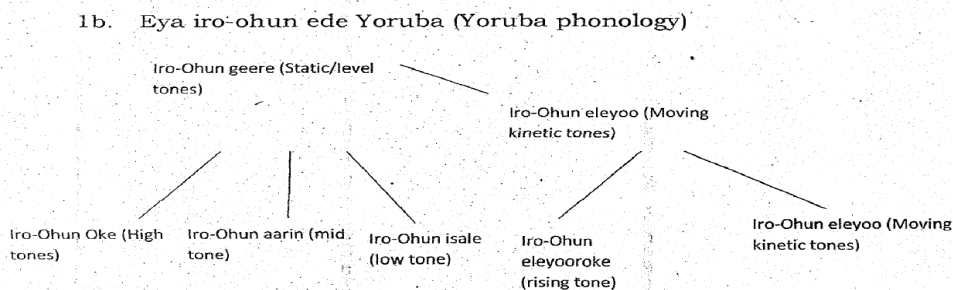 1b. Eya iro-ohun ede Yoruba (Yoruba phonology)
Iro-Ohun geere (Static/level
tones)
Iro-Ohun eleyoo (Moving
kinetic tones)
Iro-Ohun Oke (High
tones)
Iro-Ohun aarin (mid
tone)
Iro-Ohun isale
(low tone)
Iro-Ohun
eleyooroke
(rising tone)
Iro-Ohun eleyoo (Moving
kinetic tones)